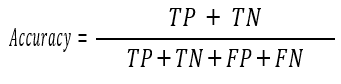 Accuracy = TP + TN / TP + TN + FP + FN